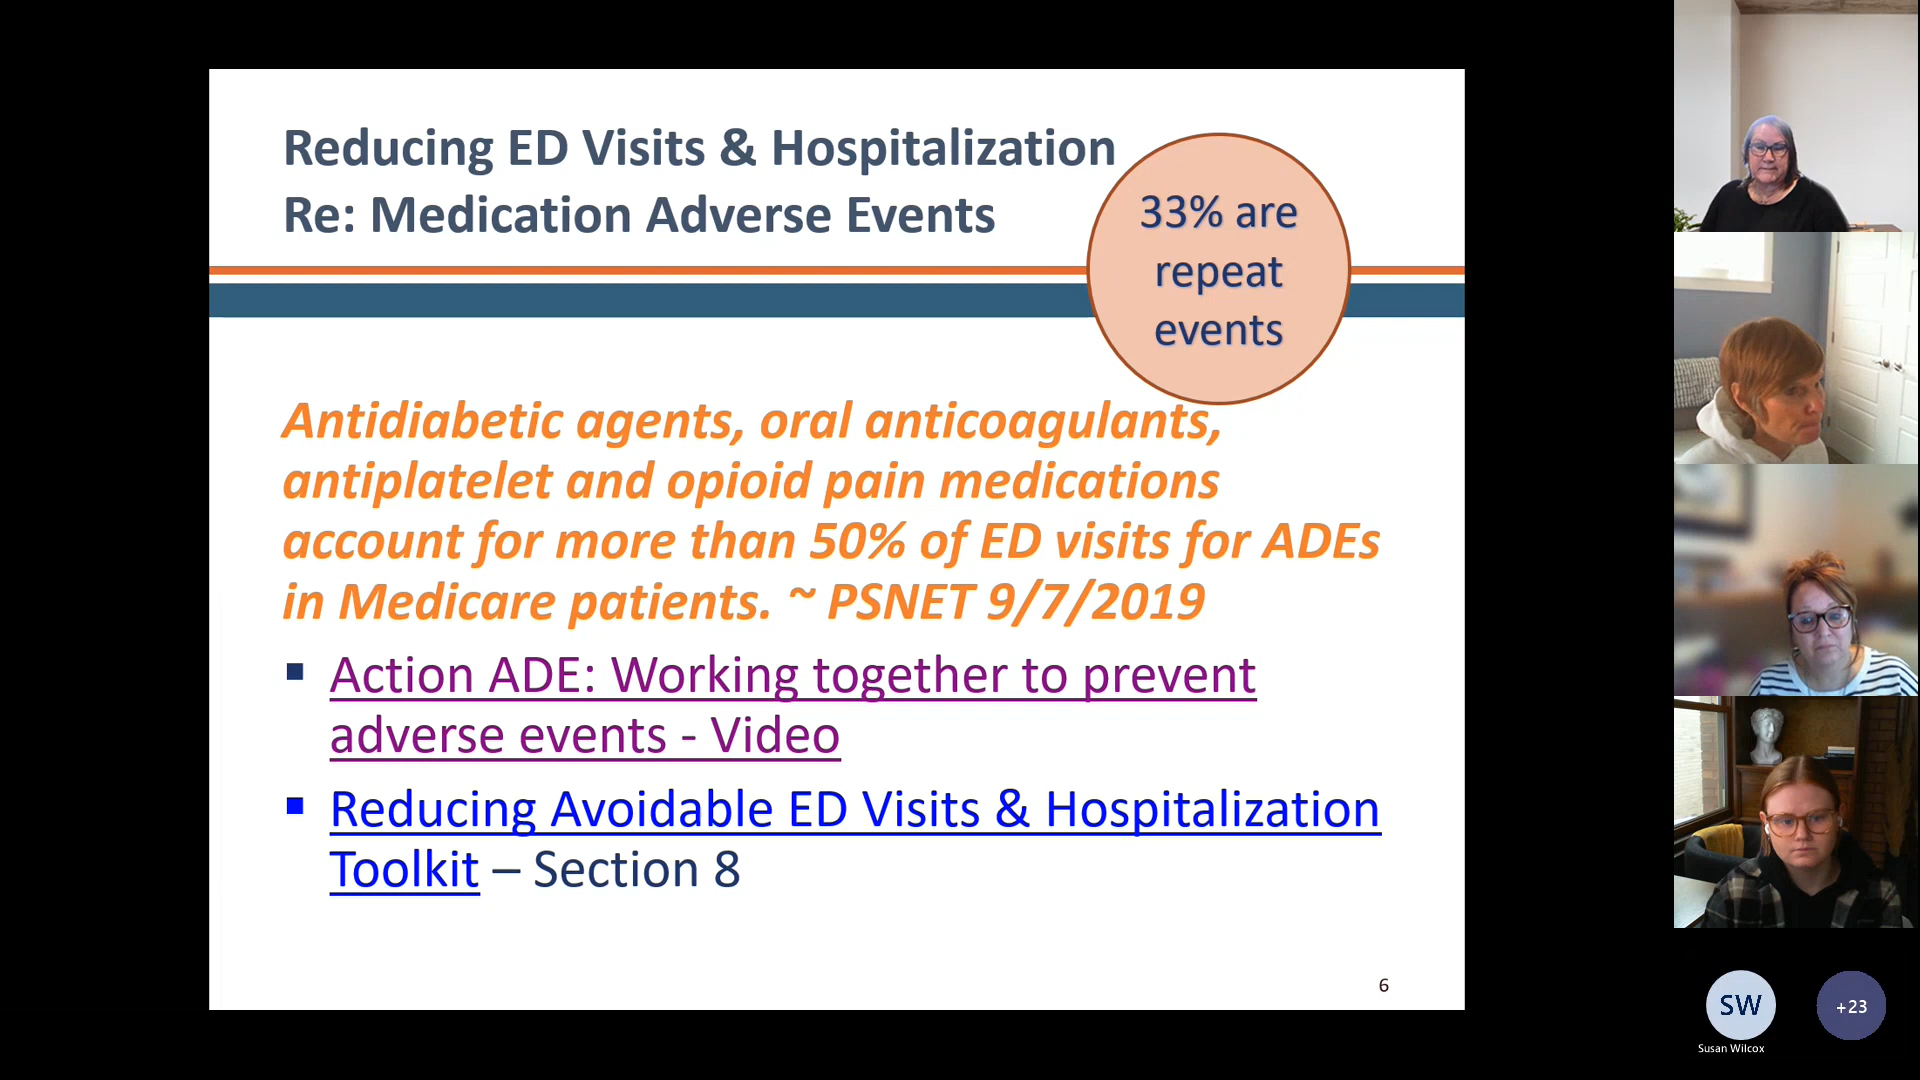 Reducing ED Visits & Hospitalization
Re: Medication Adverse Events
33% are
repeat
events
Antidiabetic agents, oral anticoagulants,
antiplatelet and opioid pain medications
account for more than 50% of ED visits for ADEs
in Medicare patients. ~ PSNET 9/7/2019
▪ Action ADE: Working together to prevent
adverse events - Video
▪ Reducing Avoidable ED Visits & Hospitalization
Toolkit – Section 8
6
SW
+23
Susan Wilcox